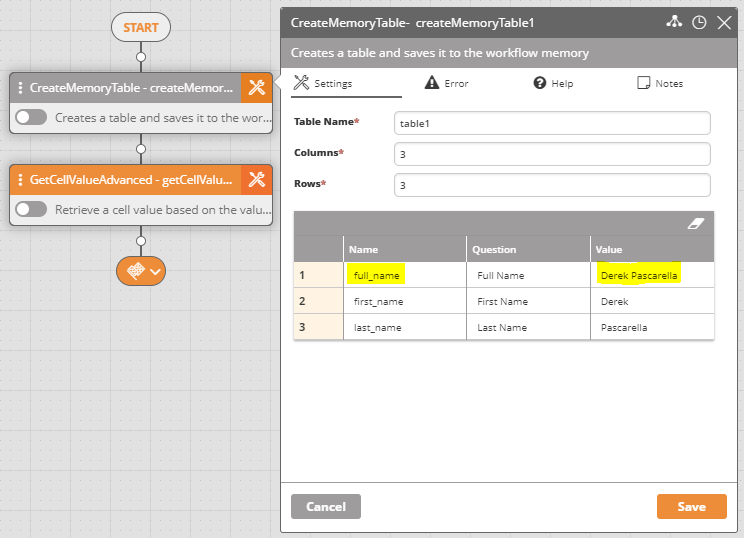 START
CreateMemoryTable - createMemor...
Creates a table and saves it to the wor...
GetCellValueAdvanced - getCellValu...
Retrieve a cell value based on the valu...
CreateMemoryTable- createMemoryTable1
Creates a table and saves it to the workflow memory
Settings Error Help Notes
Table Name* table1
Columns* 3
Rows* 3
Name Question Value
1 full_name Full Name Derek Pascarella
2 first_name First Name Derek
3 last_name Last Name Pascarella
Cancel Save